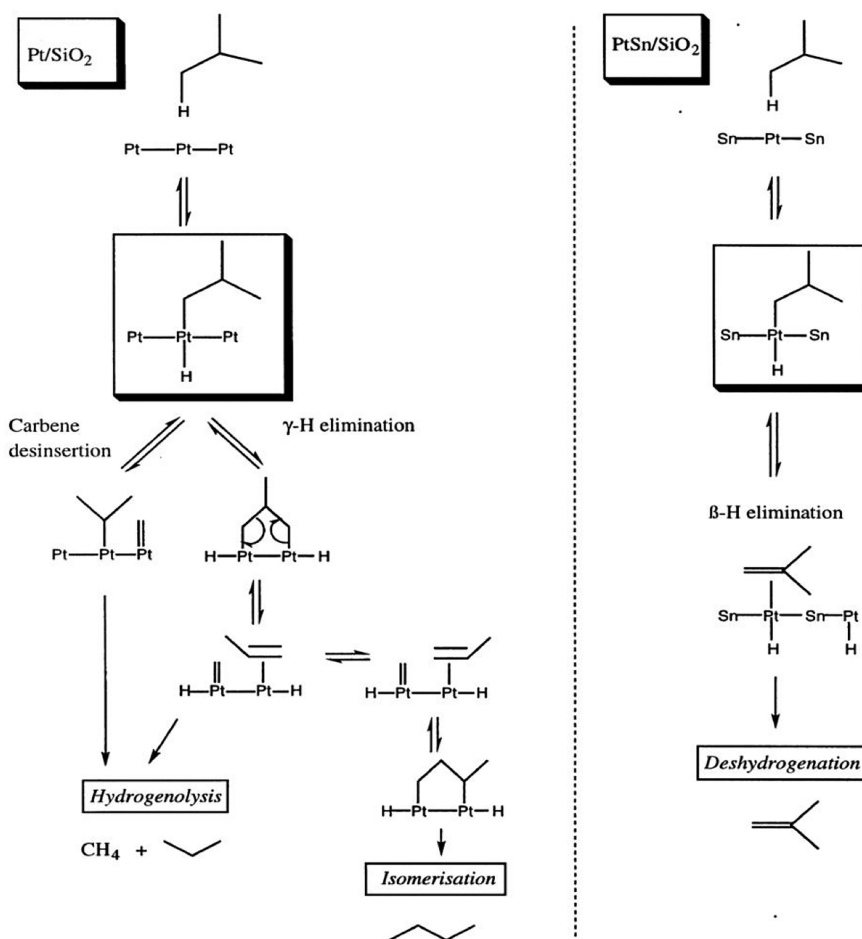 Pt/SiO₂
H
Pt Pt Pt
Pt Pt Pt
H
Carbene
desinsertion
γ-H elimination
Pt Pt Pt
H Pt Pt H
H Pt Pt H
H Pt Pt H
Hydrogenolysis
CH₄ +
H Pt Pt H
Isomerisation
PtSn/SiO₂
H
Sn Pt Sn
Sn Pt Sn
H
ß-H elimination
Sn Pt Sn Pt
H H
Deshydrogenation